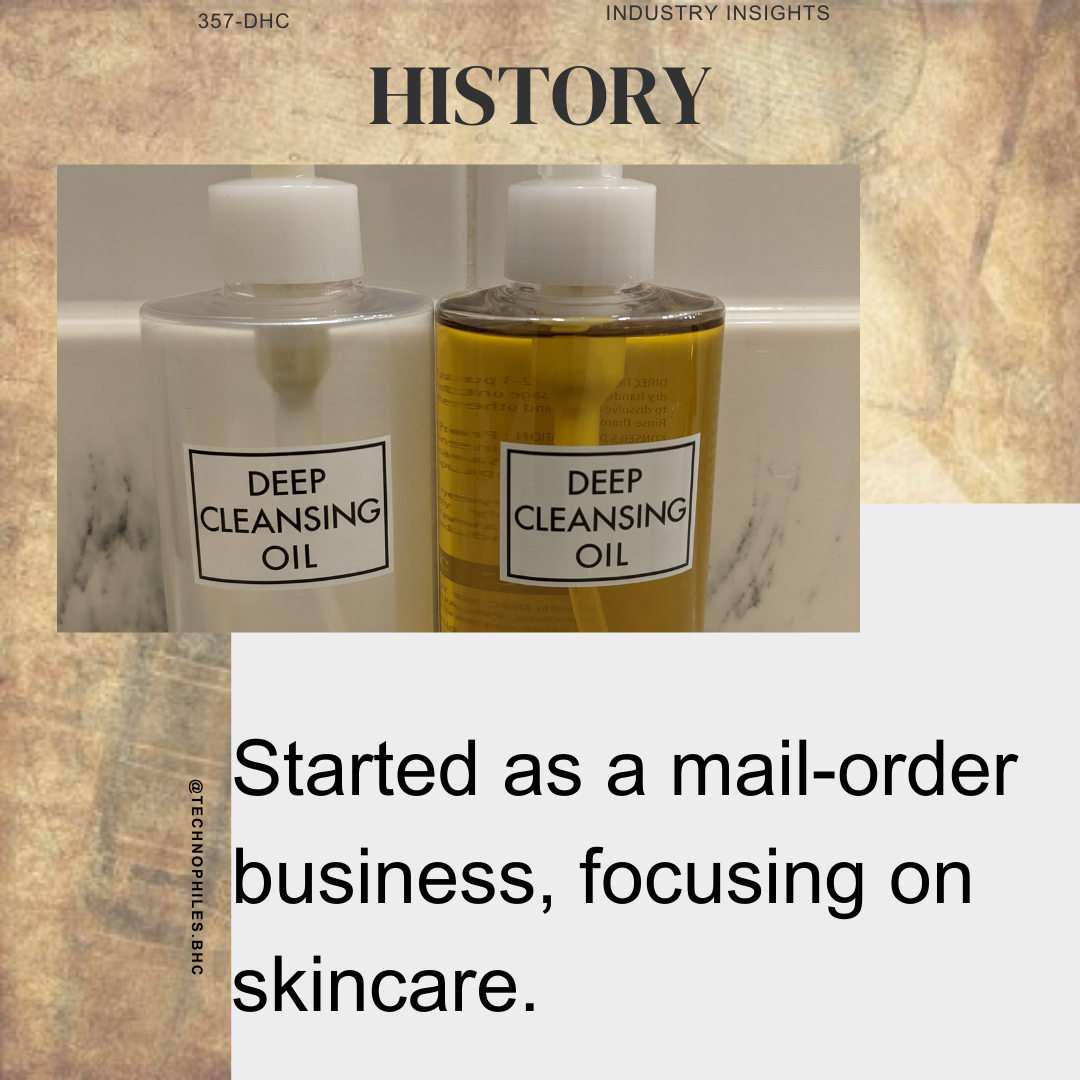 357-DHC
INDUSTRY INSIGHTS
HISTORY
DEEP
CLEANSING
OIL
DEEP
CLEANSING
OIL
@TECHNOPHILES.BHC
Started as a mail-order
business, focusing on
skincare.